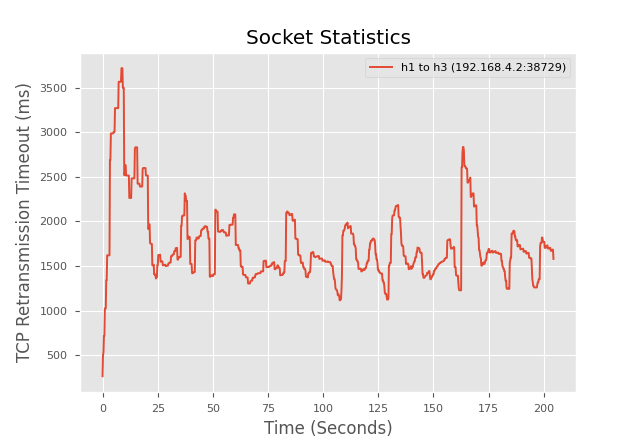 Socket Statistics
h1 to h3 (192.168.4.2:38729)
TCP Retransmission Timeout (ms)
3500
3000
2500
2000
1500
1000
500
0 25 50 75 100 125 150 175 200
Time (Seconds)